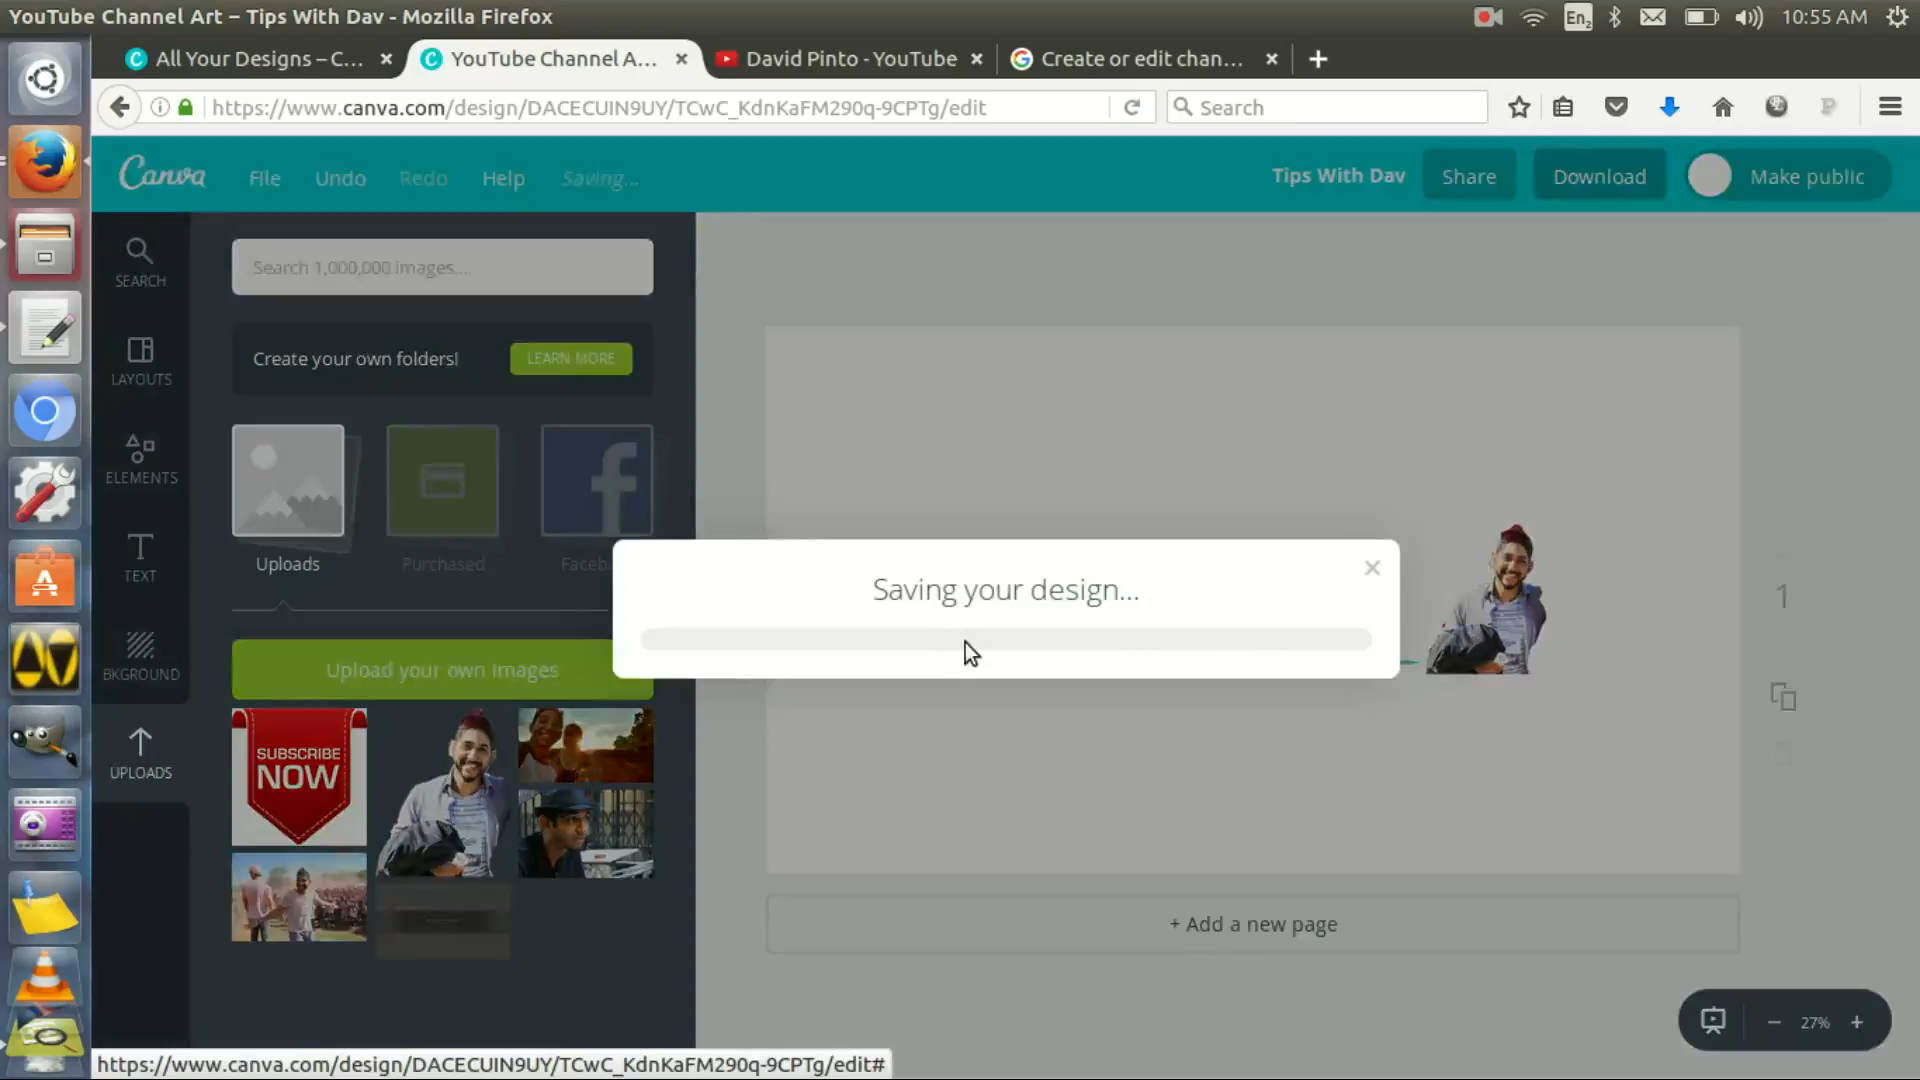 YouTube Channel Art – Tips With Dav - Mozilla Firefox
En2
10:55 AM
All Your Designs – C...
YouTube Channel A...
David Pinto - YouTube
Create or edit chan...
https://www.canva.com/design/DACECUIN9UY/TCwC_KdnKaFM290q-9CPTg/edit
Search
Canva
File
Undo
Redo
Help
Saving...
Tips With Dav
Share
Download
Make public
SEARCH
LAYOUTS
ELEMENTS
TEXT
BKGROUND
UPLOADS
Search 1,000,000 images...
Create your own folders!
LEARN MORE
Uploads
Purchased
Faceb
Upload your own images
SUBSCRIBE
NOW
Saving your design...
1
+ Add a new page
27%
https://www.canva.com/design/DACECUIN9UY/TCwC_KdnKaFM290q-9CPTg/edit#